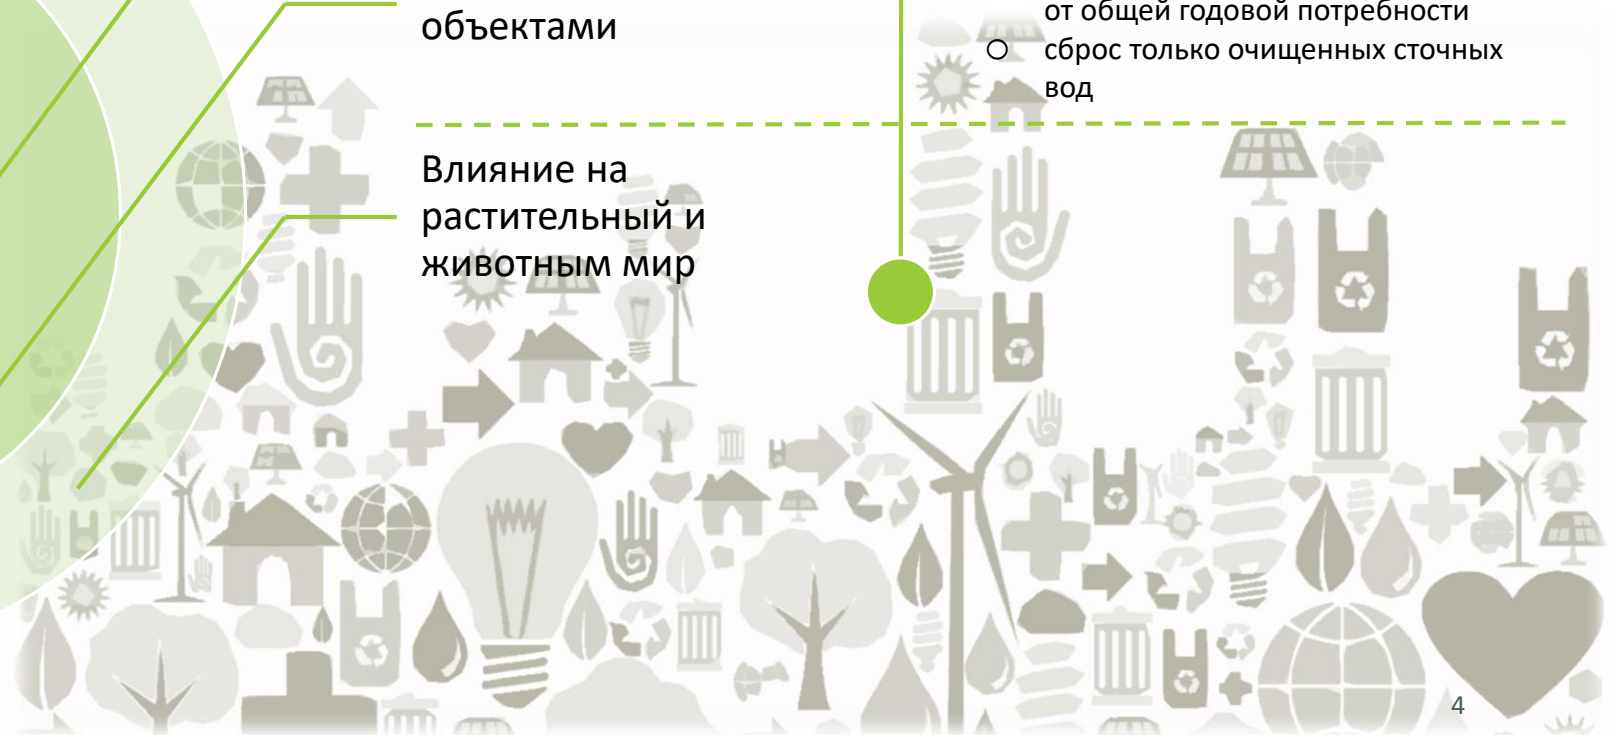 объектами
от общей годовой потребности
○ сброс только очищенных сточных
вод
Влияние на
растительный и
животным мир
4